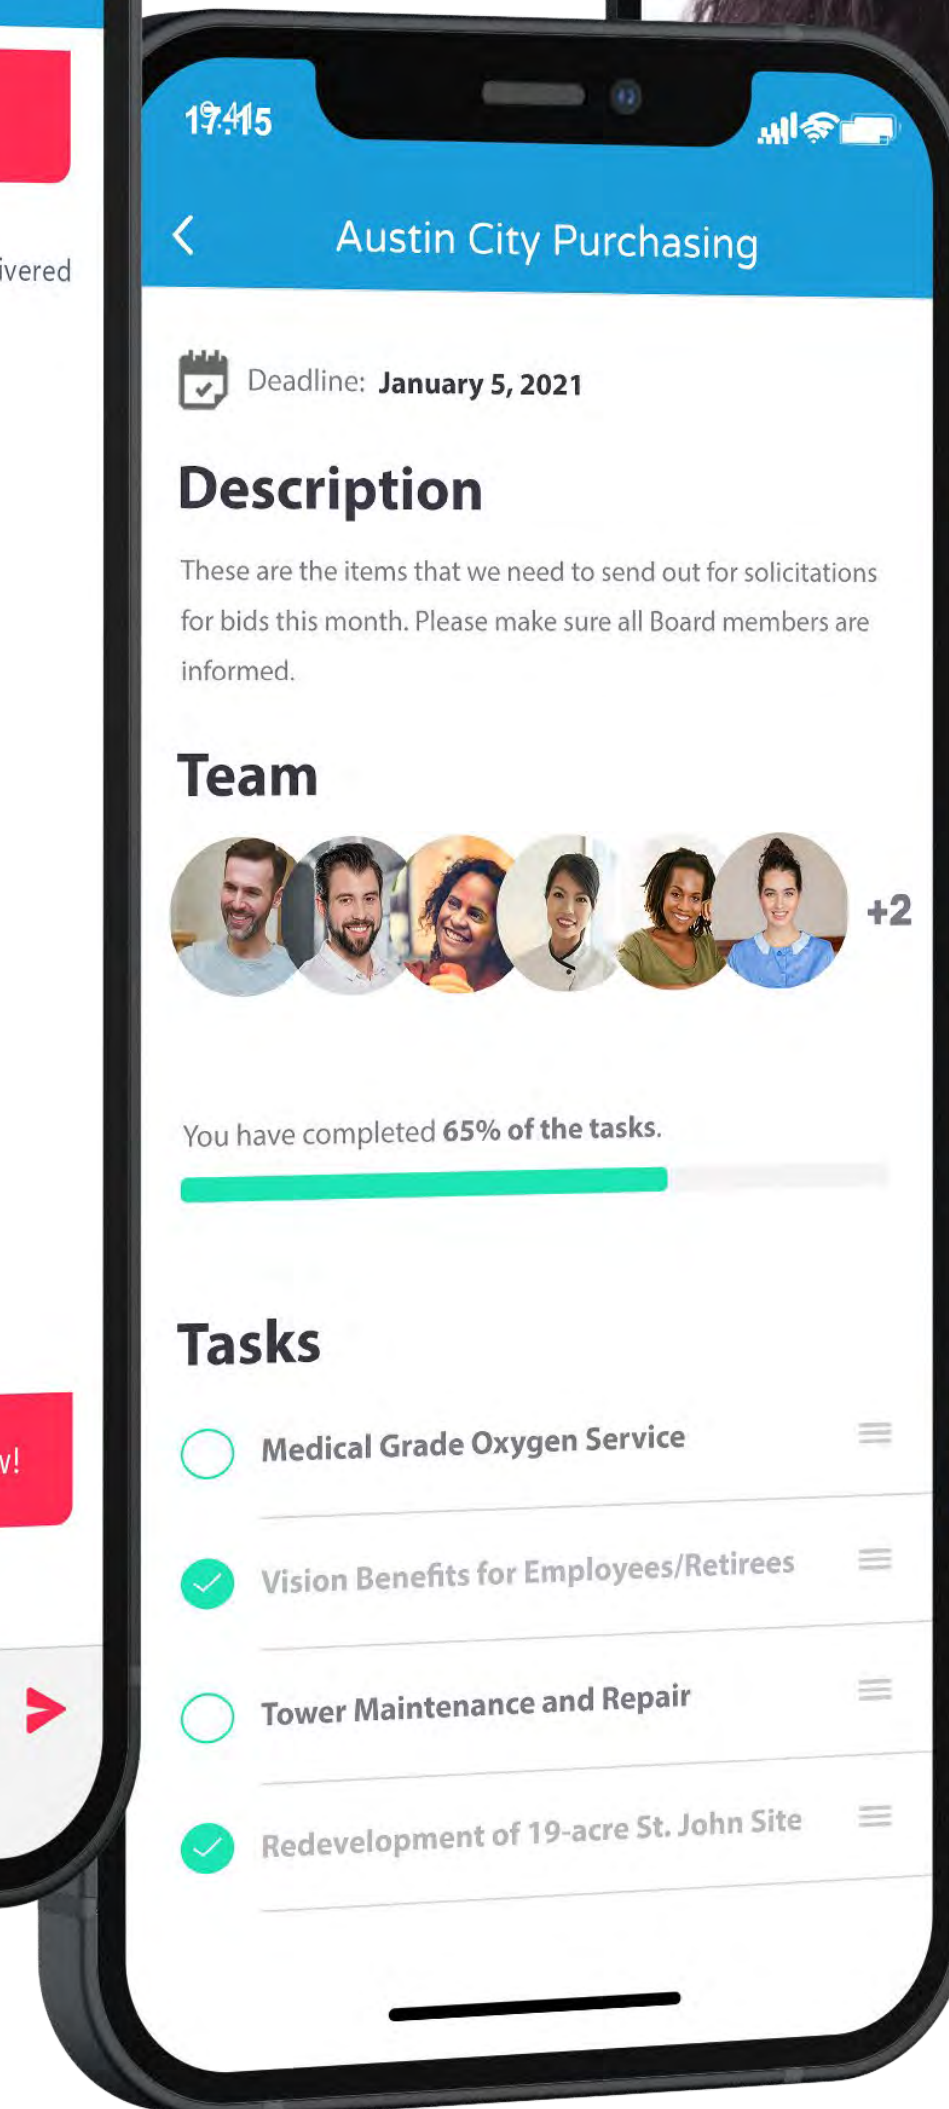 ivered
w!
Austin City Purchasing
Deadline: January 5, 2021
Description
These are the items that we need to send out for solicitations
for bids this month. Please make sure all Board members are
informed.
Team
+2
You have completed 65% of the tasks.
Tasks
Medical Grade Oxygen Service
Vision Benefits for Employees/Retirees
Tower Maintenance and Repair
Redevelopment of 19-acre St. John Site